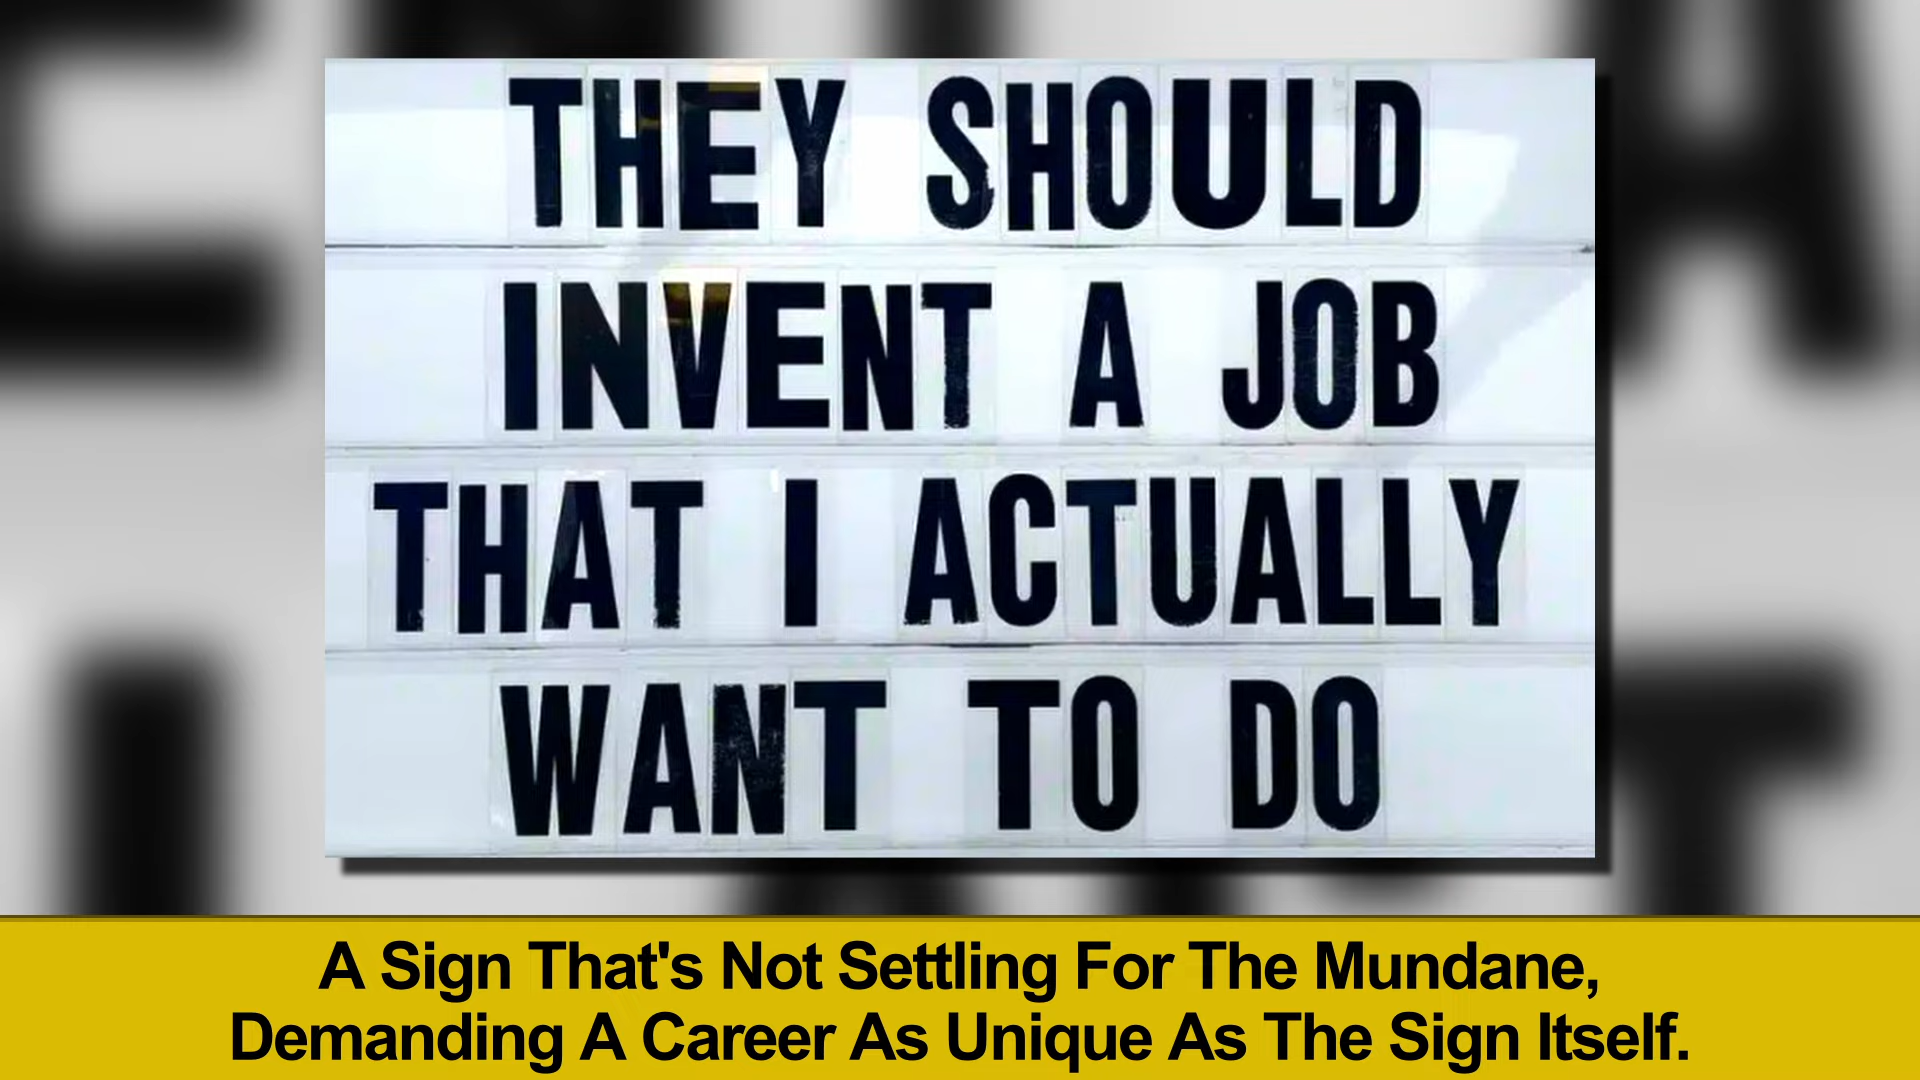 THEY SHOULD
INVENT A JOB
THAT I ACTUALLY
WANT TO DO
A Sign That's Not Settling For The Mundane,
Demanding A Career As Unique As The Sign Itself.